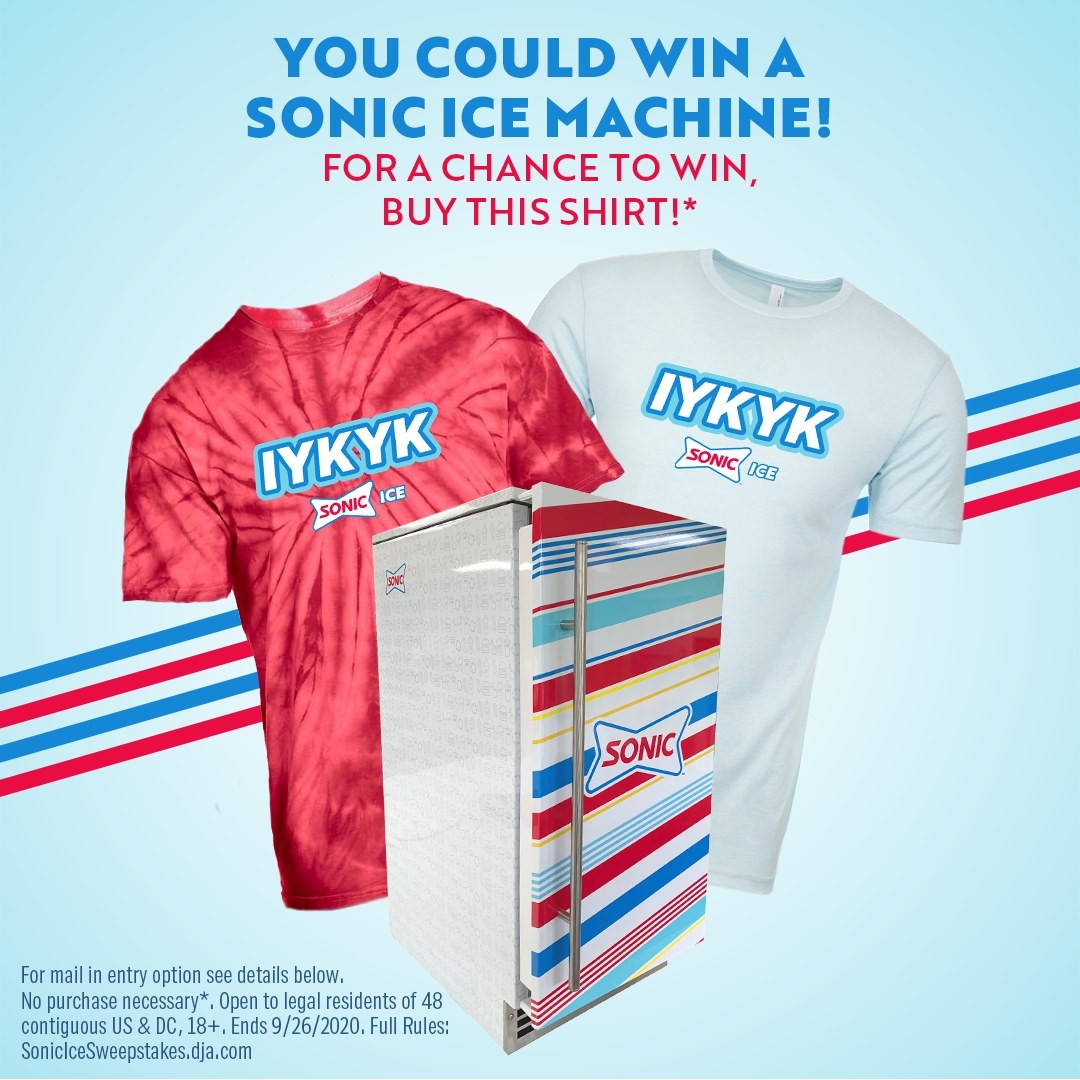 YOU COULD WIN A
SONIC ICE MACHINE!
FOR A CHANCE TO WIN,
BUY THIS SHIRT!*
IYKYK
SONIC ICE
IYKYK
SONIC ICE
SONIC
SONIC
For mail in entry option see details below.
No purchase necessary*. Open to legal residents of 48
contiguous US & DC, 18+. Ends 9/26/2020. Full Rules:
SonicIceSweepstakes.dja.com